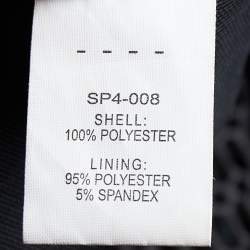 - - - -
SP4-008
SHELL:
100% POLYESTER
LINING:
95% POLYESTER
5% SPANDEX